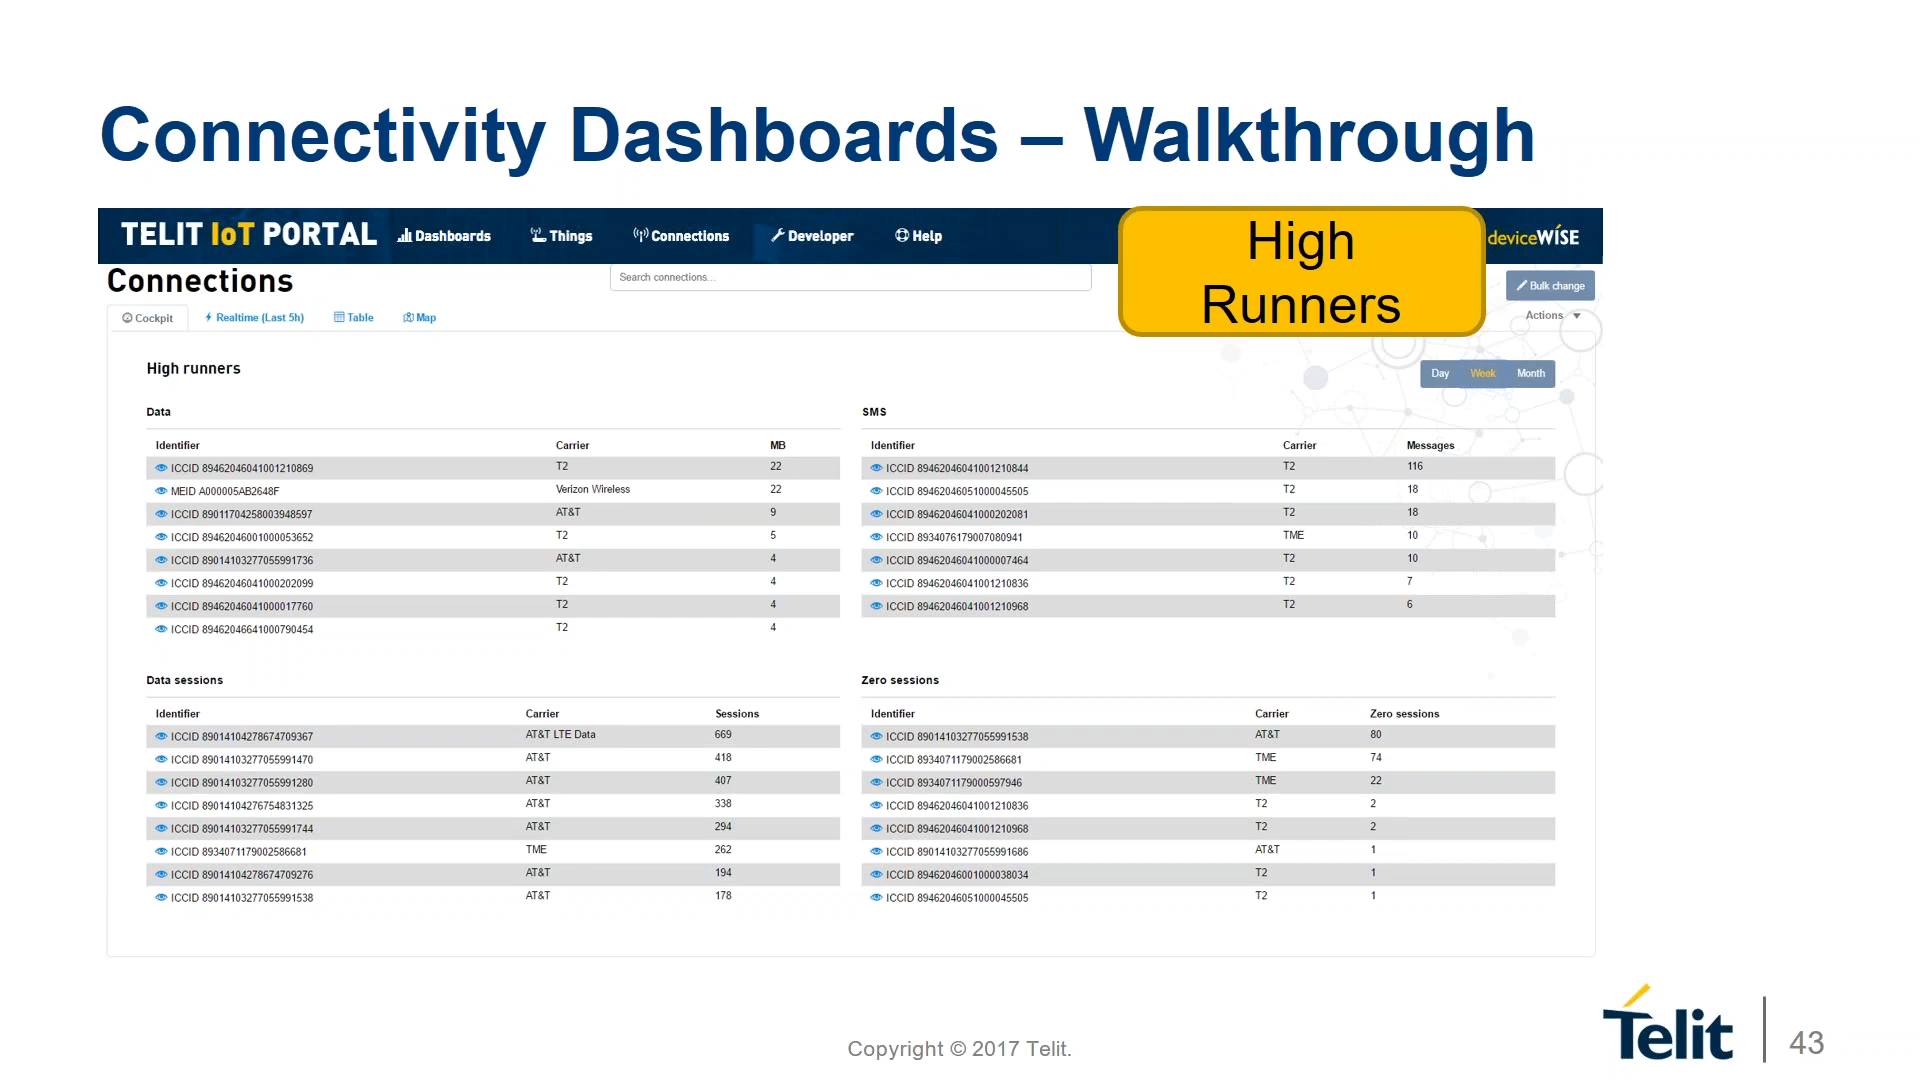 Connectivity Dashboards – Walkthrough
TELIT IoT PORTAL Dashboards Things Connections Developer Help deviceWISE
High
Runners
Connections
Search connections...
Bulk change
Cockpit Realtime (Last 5h) Table Map
Actions
High runners
Day Week Month
Data
Identifier Carrier MB
ICCID 89462046041001210869 T2 22
MEID A000005AB2648F Verizon Wireless 22
ICCID 89011704258003948597 AT&T 9
ICCID 89462046001000053652 T2 5
ICCID 89014103277055991736 AT&T 4
ICCID 89462046041000202099 T2 4
ICCID 89462046041000017760 T2 4
ICCID 89462046641000790454 T2 4
SMS
Identifier Carrier Messages
ICCID 89462046041001210844 T2 116
ICCID 89462046051000045505 T2 18
ICCID 89462046041000202081 T2 18
ICCID 8934076179007080941 TME 10
ICCID 89462046041000007464 T2 10
ICCID 89462046041001210836 T2 7
ICCID 89462046041001210968 T2 6
Data sessions
Identifier Carrier Sessions
ICCID 89014104278674709367 AT&T LTE Data 669
ICCID 89014103277055991470 AT&T 418
ICCID 89014103277055991280 AT&T 407
ICCID 89014104276754831325 AT&T 338
ICCID 89014103277055991744 AT&T 294
ICCID 8934071179002586681 TME 262
ICCID 89014104278674709276 AT&T 194
ICCID 89014103277055991538 AT&T 178
Zero sessions
Identifier Carrier Zero sessions
ICCID 89014103277055991538 AT&T 80
ICCID 8934071179002586681 TME 74
ICCID 8934071179000597946 TME 22
ICCID 89462046041001210836 T2 2
ICCID 89462046041001210968 T2 2
ICCID 89014103277055991686 AT&T 1
ICCID 89462046001000038034 T2 1
ICCID 89462046051000045505 T2 1
Copyright © 2017 Telit.
Telit
43